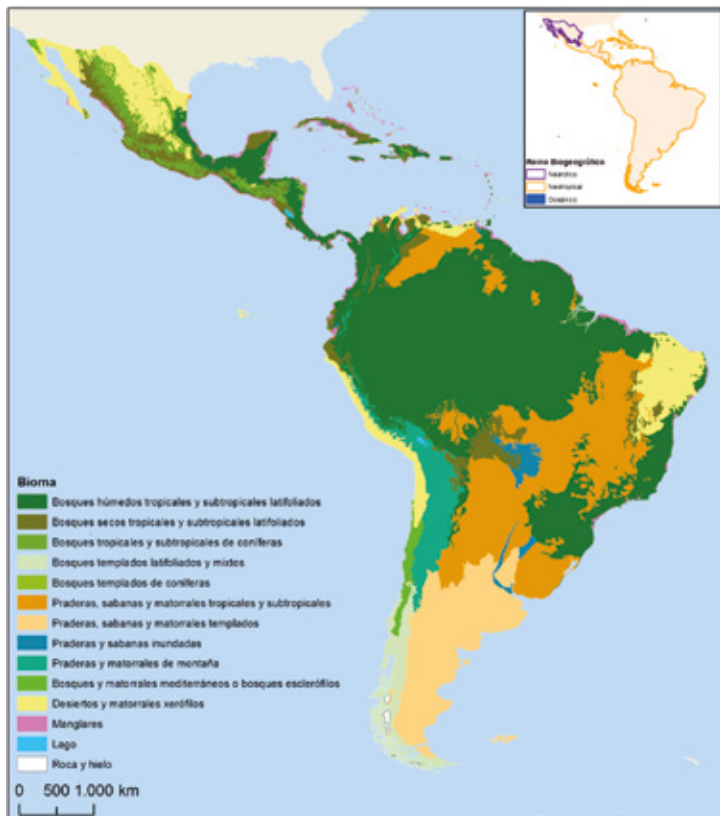 Reino Biogeográfico
Neártico
Neotropical
Oceánico
Bioma
Bosques húmedos tropicales y subtropicales latifoliados
Bosques secos tropicales y subtropicales latifoliados
Bosques tropicales y subtropicales de coníferas
Bosques templados latifoliados y mixtos
Bosques templados de coníferas
Praderas, sabanas y matorrales tropicales y subtropicales
Praderas, sabanas y matorrales templados
Praderas y sabanas inundadas
Praderas y matorrales de montaña
Bosques y matorrales mediterráneos o bosques esclerófilos
Desiertos y matorrales xerófilos
Manglares
Lago
Roca y hielo
0 500 1.000 km